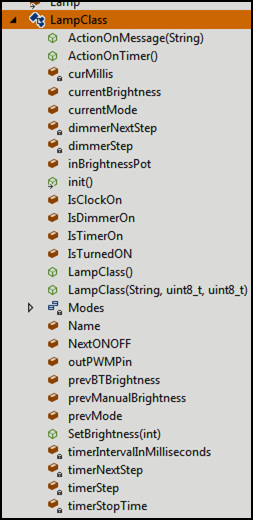 Lamp
LampClass
ActionOnMessage(String)
ActionOnTimer()
curMillis
currentBrightness
currentMode
dimmerNextStep
dimmerStep
inBrightnessPot
init()
IsClockOn
IsDimmerOn
IsTimerOn
IsTurnedON
LampClass()
LampClass(String, uint8_t, uint8_t)
Modes
Name
NextONOFF
outPWMPin
prevBTBrightness
prevManualBrightness
prevMode
SetBrightness(int)
timerIntervalInMilliseconds
timerNextStep
timerStep
timerStopTime